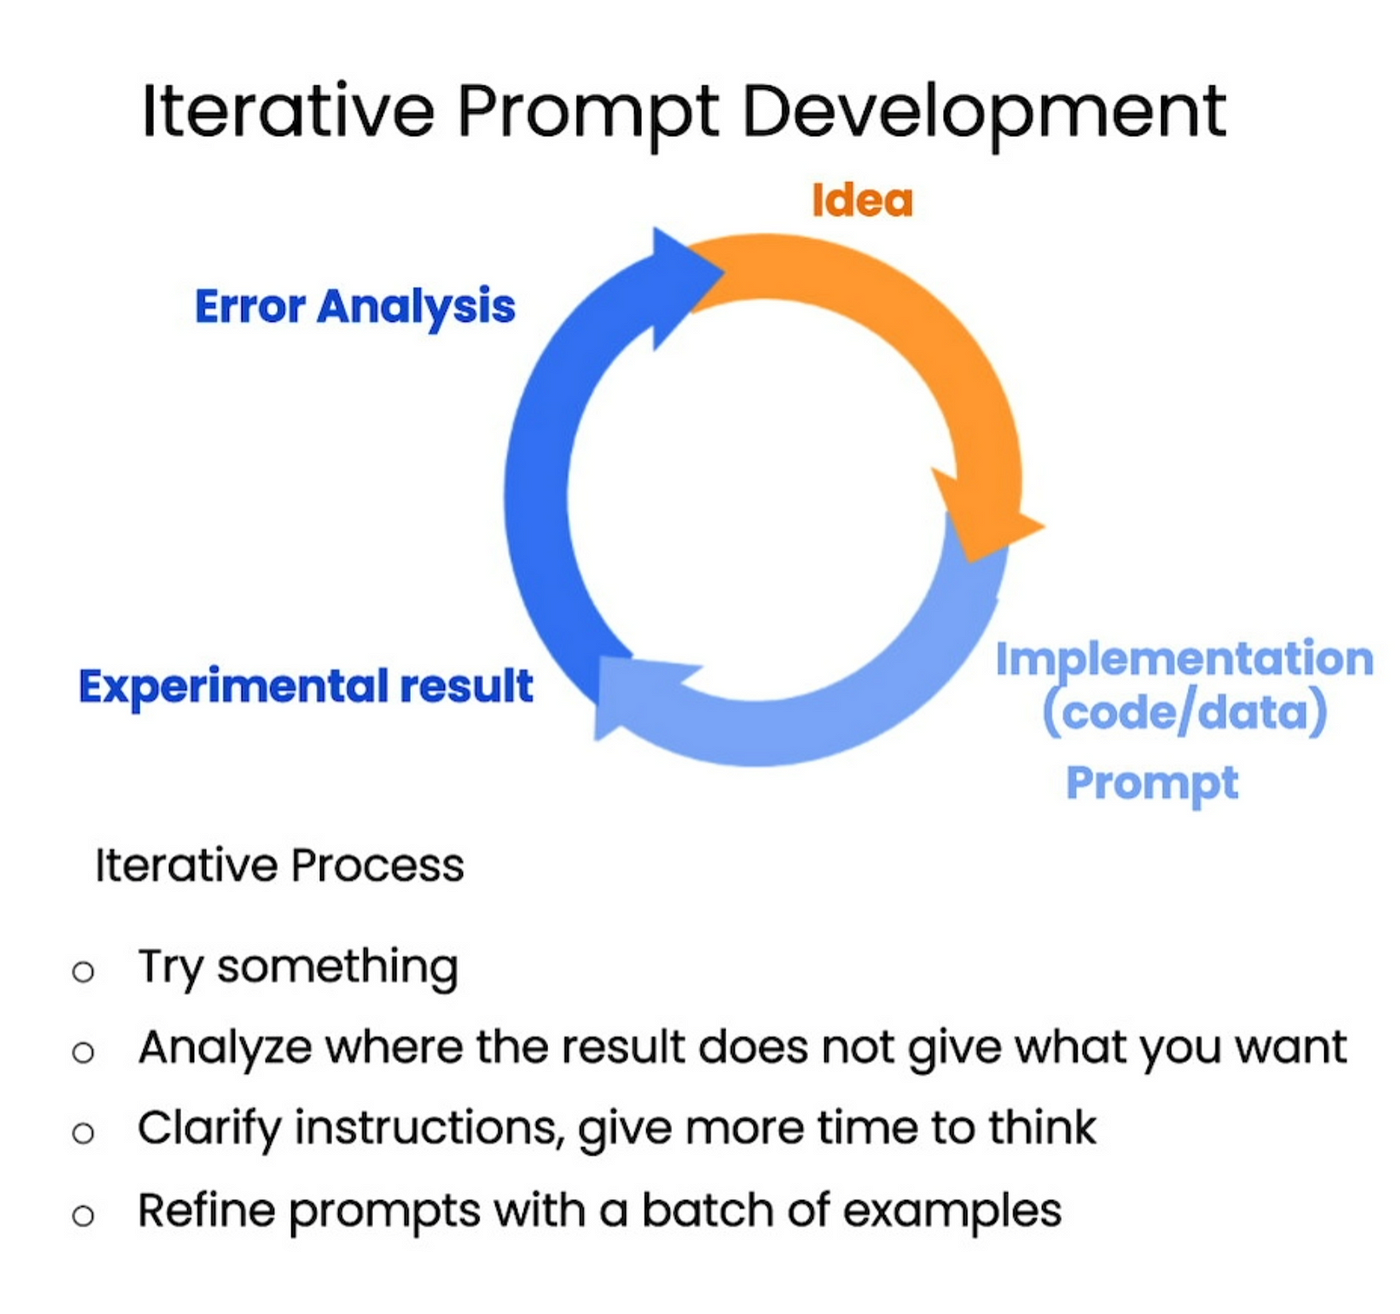 Iterative Prompt Development
Idea
Error Analysis
Implementation
(code/data)
Prompt
Experimental result
Iterative Process
Try something
Analyze where the result does not give what you want
Clarify instructions, give more time to think
Refine prompts with a batch of examples